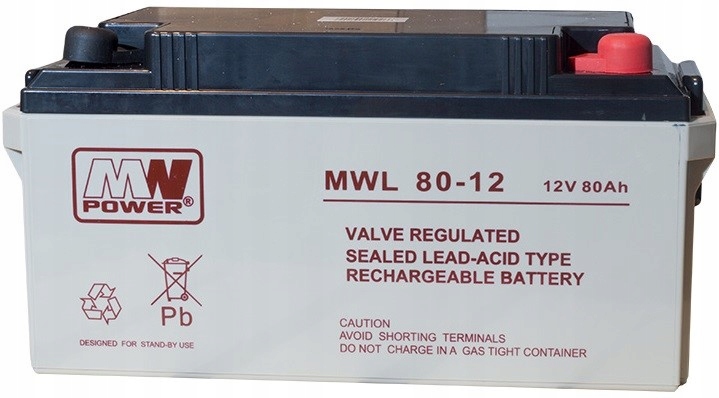 MW
POWER®
MWL 80-12 12V 80Ah
VALVE REGULATED
SEALED LEAD-ACID TYPE
RECHARGEABLE BATTERY
Pb
DESIGNED FOR STAND-BY USE
CAUTION
AVOID SHORTING TERMINALS
DO NOT CHARGE IN A GAS TIGHT CONTAINER